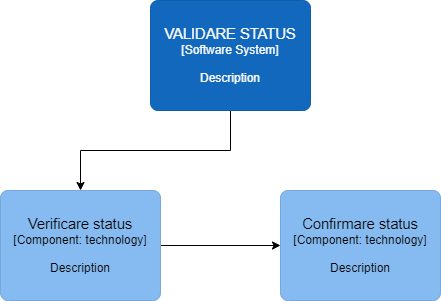 VALIDARE STATUS
[Software System]
Description
Verificare status
[Component: technology]
Description
Confirmare status
[Component: technology]
Description